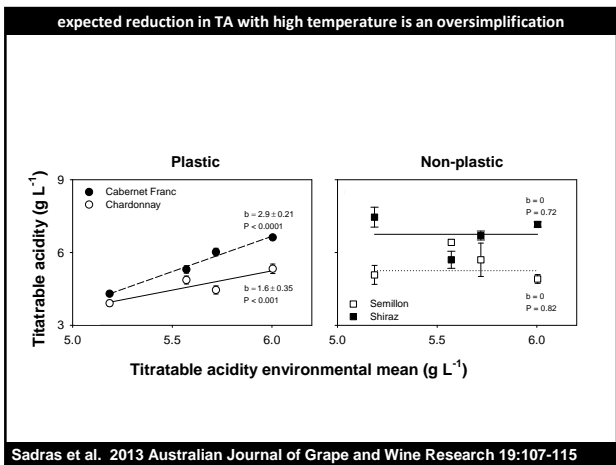 expected reduction in TA with high temperature is an oversimplification
Plastic
Non-plastic
Titatrable acidity (g L⁻¹)
9
6
3
● Cabernet Franc
○ Chardonnay
b = 2.9 ± 0.21
P < 0.0001
b = 1.6 ± 0.35
P < 0.001
b = 0
P = 0.72
□ Semillon
■ Shiraz
b = 0
P = 0.82
5.0 5.5 6.0 5.0 5.5 6.0
Titratable acidity environmental mean (g L⁻¹)
Sadras et al. 2013 Australian Journal of Grape and Wine Research 19:107-115